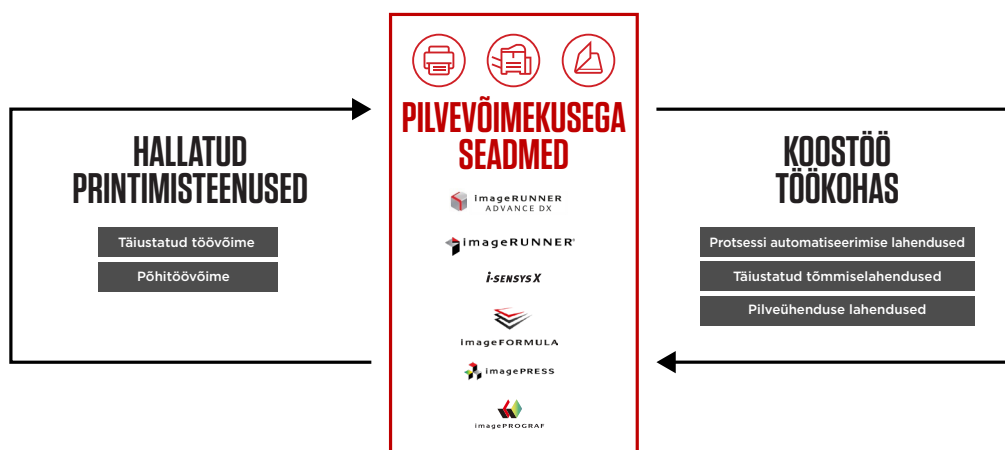 HALLATUD
PRINTIMISTEENUSED
Täiustatud töövõime
Põhitöövõime
PILVEVÕIMEKUSEGA
SEADMED
imageRUNNER
ADVANCE DX
imageRUNNER®
i-SENSYS X
imageFORMULA
imagePRESS
imagePROGRAF
KOOSTÖÖ
TÖÖKOHAS
Protsessi automatiseerimise lahendused
Täiustatud tõmmiselahendused
Pilveühenduse lahendused